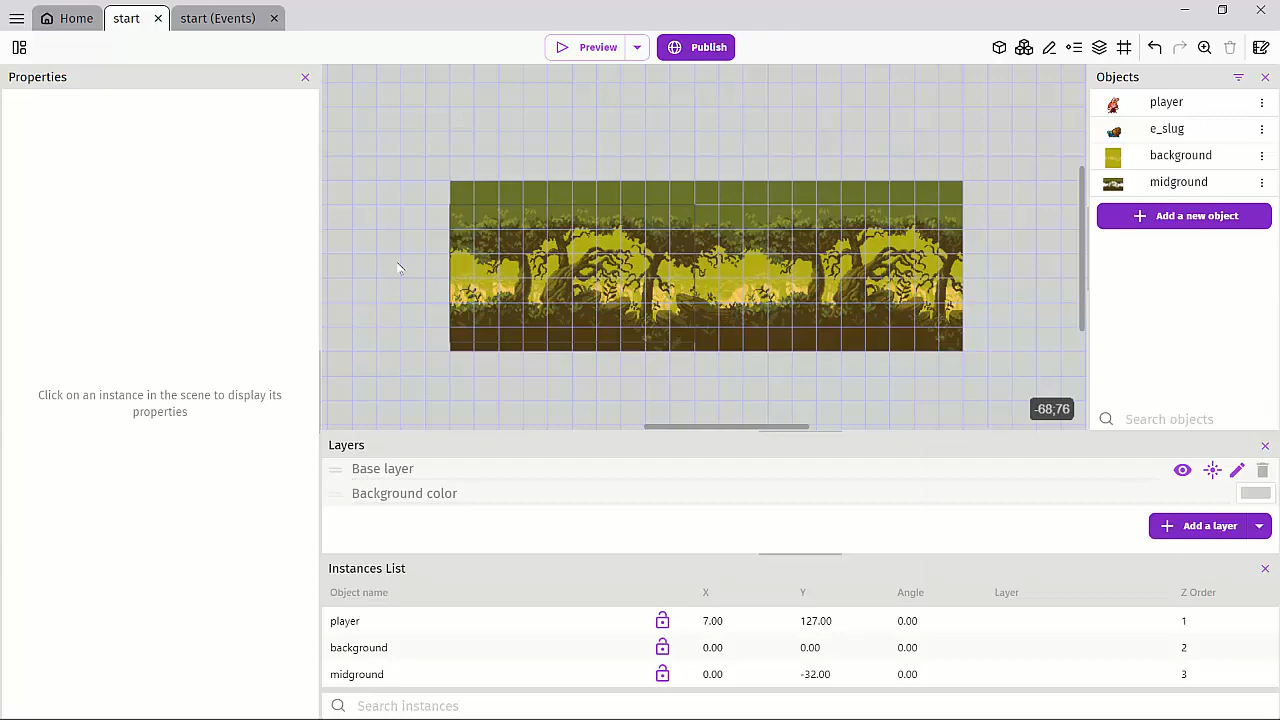 Home
start
start (Events)
Preview
Publish
Properties
Objects
player
e_slug
background
midground
Add a new object
Click on an instance in the scene to display its
properties
-68;76
Search objects
Layers
Base layer
Background color
Add a layer
Instances List
Object name X Y Angle Layer Z Order
player 7.00 127.00 0.00 1
background 0.00 0.00 0.00 2
midground 0.00 -32.00 0.00 3
Search instances